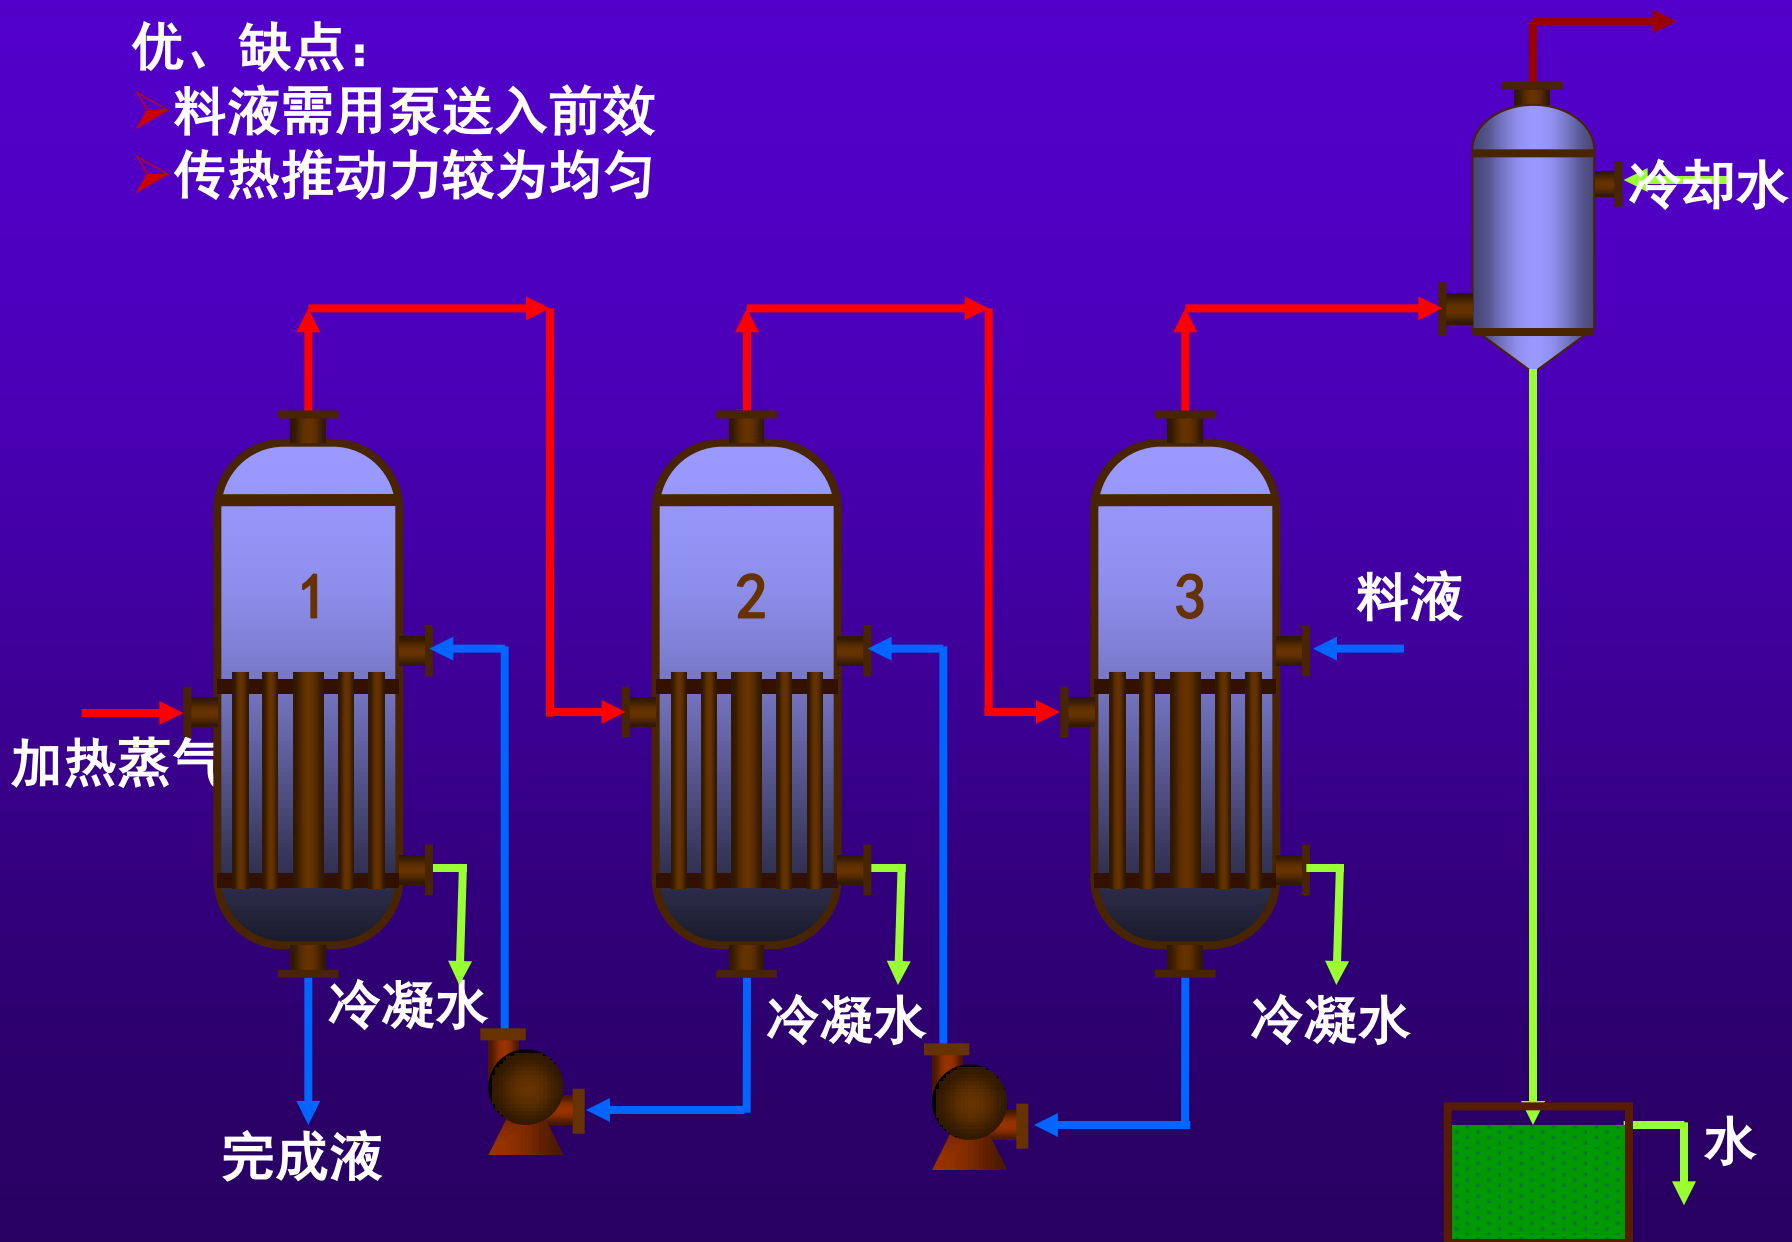 优、缺点:
料液需用泵送入前效
传热推动力较为均匀
冷却水
1
2
3
料液
加热蒸气
冷凝水
冷凝水
冷凝水
完成液
水